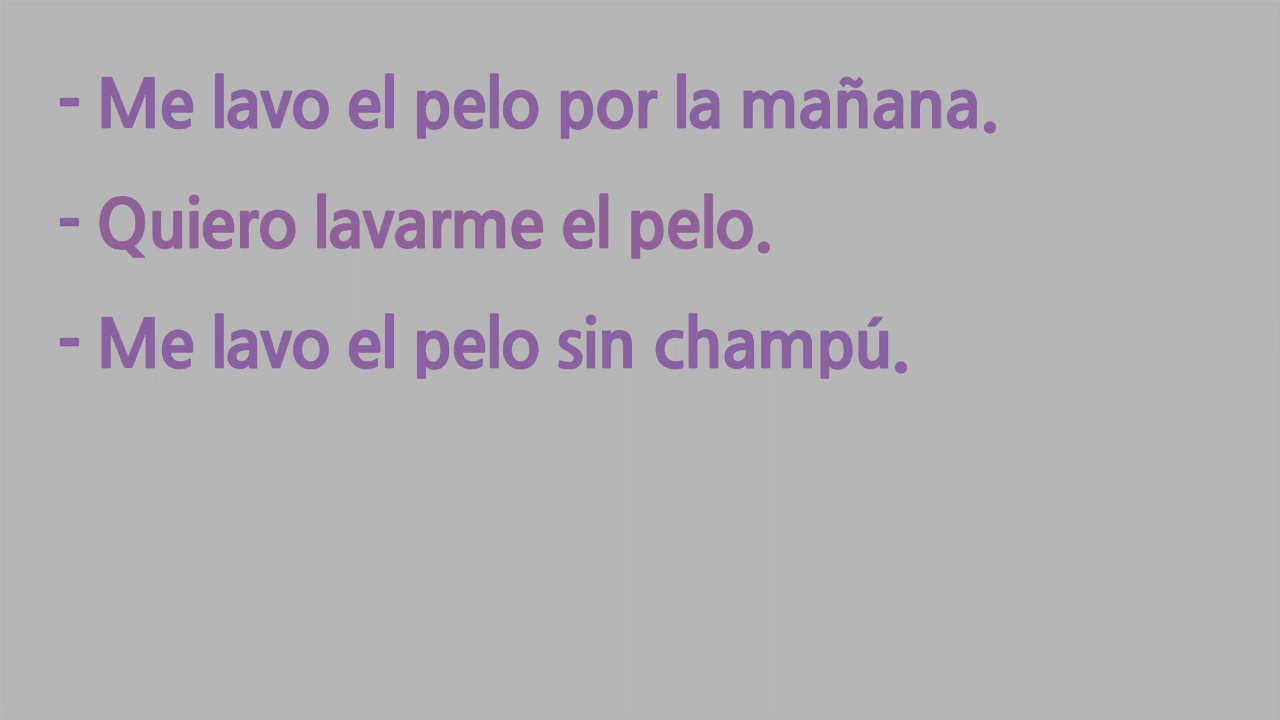 - Me lavo el pelo por la mañana.
- Quiero lavarme el pelo.
- Me lavo el pelo sin champú.